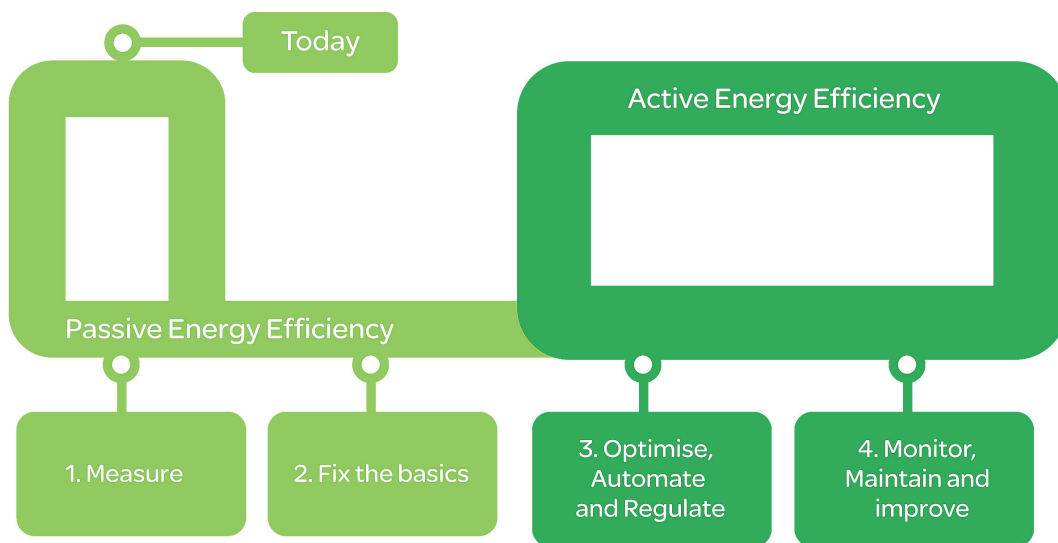 Today
Active Energy Efficiency
Passive Energy Efficiency
1. Measure
2. Fix the basics
3. Optimise,
Automate
and Regulate
4. Monitor,
Maintain and
improve